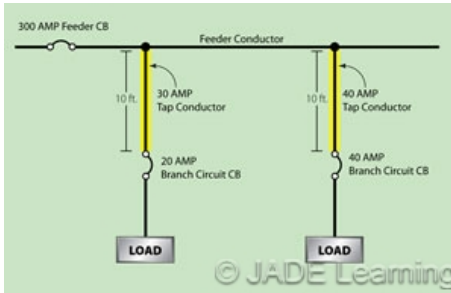 300 AMP Feeder CB
Feeder Conductor
10 ft.
30 AMP
Tap Conductor
20 AMP
Branch Circuit CB
LOAD
10 ft.
40 AMP
Tap Conductor
40 AMP
Branch Circuit CB
LOAD
© JADE Learning